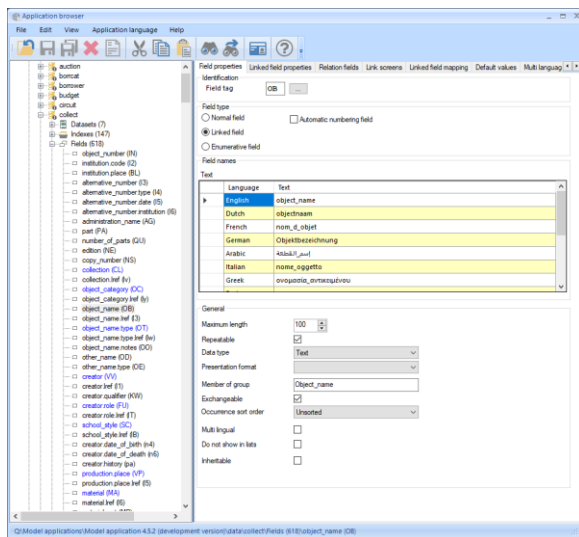 Application browser
File Edit View Application language Help
auction
borrcat
borrower
budget
circuit
collect
Datasets (7)
Indexes (147)
Fields (618)
object_number (IN)
institution.code (i2)
institution.place (BL)
alternative_number (I3)
alternative_number.type (I4)
alternative_number.date (I5)
alternative_number.institution (I6)
administration_name (AG)
part (PA)
number_of_parts (QU)
edition (NE)
copy_number (NS)
collection (CL)
collection.lref (lv)
object_category (OC)
object_category.lref (ly)
object_name (OB)
object_name.lref (l3)
object_name.type (OT)
object_name.type.lref (lw)
object_name.notes (OO)
other_name (OD)
other_name.type (OE)
creator (VV)
creator.lref (l1)
creator.qualifier (KW)
creator.role (FU)
creator.role.lref (lT)
school_style (SC)
school_style.lref (lB)
creator.date_of_birth (n4)
creator.date_of_death (n6)
creator.history (pa)
production.place (VP)
production.place.lref (l5)
material (MA)
material.lref (l6)
Field properties Linked field properties Relation fields Link screens Linked field mapping Default values Multi languag
Identification
Field tag OB ...
Field type
Normal field Automatic numbering field
Linked field
Enumerative field
Field names
Text
Language Text
English object_name
Dutch objectnaam
French nom_d_objet
German Objektbezeichnung
Arabic إسم_القطعة
Italian nome_oggetto
Greek ονομασία_αντικειμένου
General
Maximum length 100
Repeatable
Data type Text
Presentation format
Member of group Object_name
Exchangeable
Occurrence sort order Unsorted
Multi lingual
Do not show in lists
Inheritable
Q:\Model applications\Model application 4.5.2 (development version)\data\collect\Fields (618)\object_name (OB)